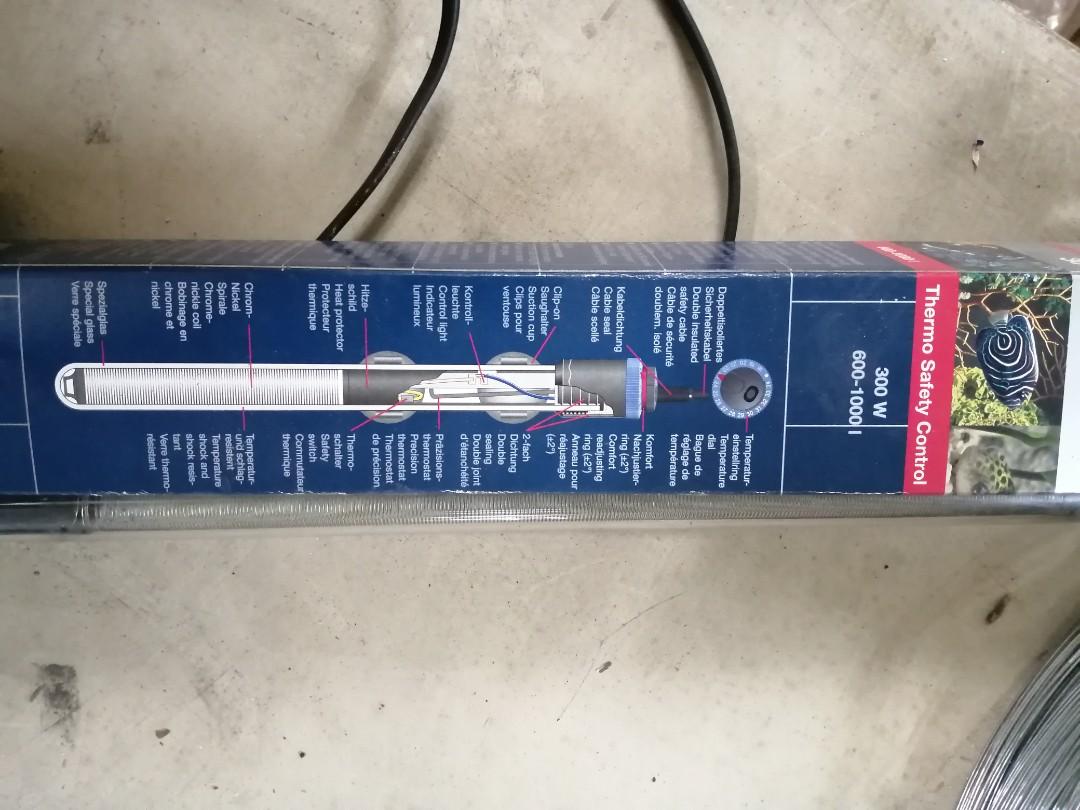 Thermo Safety Control
300 W
600-1000 l
Doppeltisoliertes
Sicherheitskabel
Double insulated
safety cable
Câble de sécurité
doublem. isolé
Kabeldichtung
Cable seal
Câble scellé
Clip-on
Saughalter
Suction cup
Clips pour
ventouse
Kontroll-
leuchte
Control light
Indicateur
lumineux
Hitze-
schild
Heat protector
Protecteur
thermique
Chrom-
Nickel
Spirale
Chrome-
nickle coil
Bobinage en
chrome et
nickel
Spezialglas
Special glass
Verre spéciale
Temperatur-
einstellring
Temperature
dial
Bague de
réglage de
température
Komfort
Nachjustier-
ring (±2°)
Comfort
readjusting
ring (±2°)
Anneau pour
réajustage
(±2°)
2-fach
Dichtung
Double
sealing
Double joint
d'étanchéité
Präzisions-
thermostat
Precision
thermostat
Thermostat
de précision
Thermo-
schalter
Safety
switch
Commutateur
thermique
Temperatur-
und schlag-
resistent
Temperature
shock and
shock resis-
tant
Verre thermo-
résistant